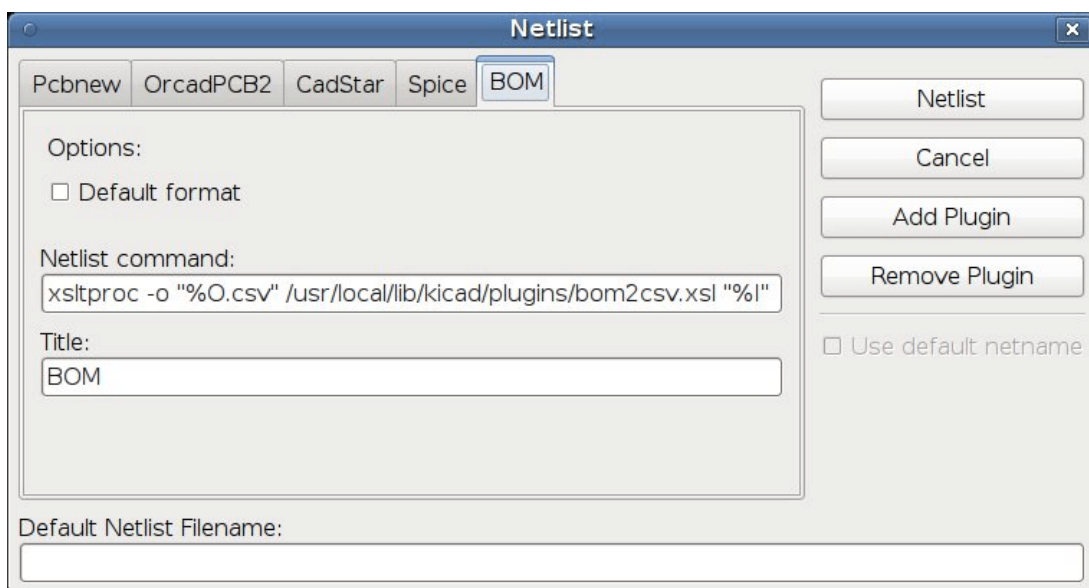 Netlist
Pcbnew OrcadPCB2 CadStar Spice BOM
Options:
Default format
Netlist command:
xsltproc -o "%O.csv" /usr/local/lib/kicad/plugins/bom2csv.xsl "%I"
Title:
BOM
Netlist
Cancel
Add Plugin
Remove Plugin
Use default netname
Default Netlist Filename: